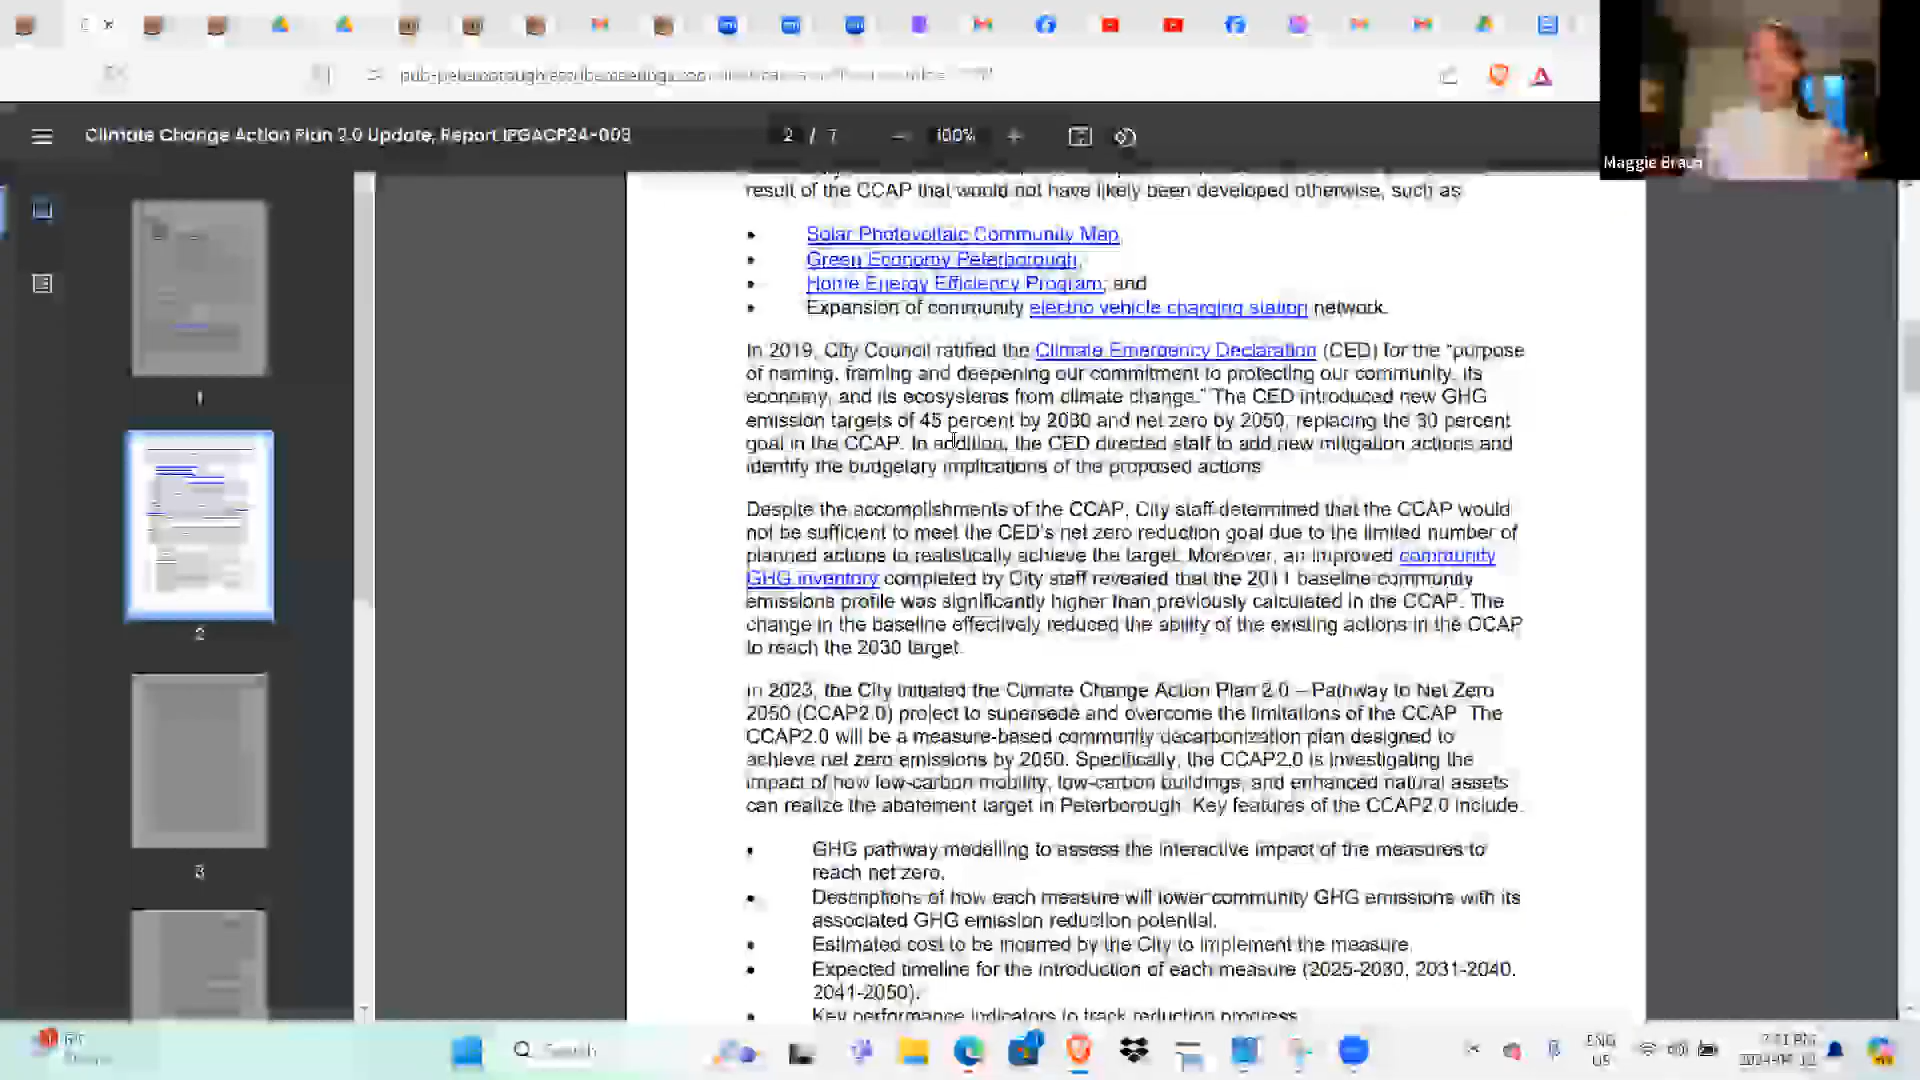 Climate Change Action Plan 2.0 Update, Report IPGACP24-003
2 / 7
100%
Maggie Braun
result of the CCAP that would not have likely been developed otherwise, such as
• Solar Photovoltaic Community Map,
• Green Economy Peterborough,
• Home Energy Efficiency Program; and
• Expansion of community electric vehicle charging station network.
In 2019, City Council ratified the Climate Emergency Declaration (CED) for the “purpose
of naming, framing and deepening our commitment to protecting our community, its
economy, and its ecosystems from climate change.” The CED introduced new GHG
emission targets of 45 percent by 2030 and net zero by 2050, replacing the 30 percent
goal in the CCAP. In addition, the CED directed staff to add new mitigation actions and
identify the budgetary implications of the proposed actions
Despite the accomplishments of the CCAP, City staff determined that the CCAP would
not be sufficient to meet the CED's net zero reduction goal due to the limited number of
planned actions to realistically achieve the target. Moreover, an improved community
GHG inventory completed by City staff revealed that the 2011 baseline community
emissions profile was significantly higher than previously calculated in the CCAP. The
change in the baseline effectively reduced the ability of the existing actions in the CCAP
to reach the 2030 target.
In 2023, the City initiated the Climate Change Action Plan 2.0 – Pathway to Net Zero
2050 (CCAP2.0) project to supersede and overcome the limitations of the CCAP. The
CCAP2.0 will be a measure-based community decarbonization plan designed to
achieve net zero emissions by 2050. Specifically, the CCAP2.0 is investigating the
impact of how low-carbon mobility, low-carbon buildings, and enhanced natural assets
can realize the abatement target in Peterborough. Key features of the CCAP2.0 include:
• GHG pathway modelling to assess the interactive impact of the measures to
reach net zero.
• Descriptions of how each measure will lower community GHG emissions with its
associated GHG emission reduction potential.
• Estimated cost to be incurred by the City to implement the measure.
• Expected timeline for the introduction of each measure (2025-2030, 2031-2040,
2041-2050).
• Key performance indicators to track reduction progress
1
2
3
Search
ENG
US